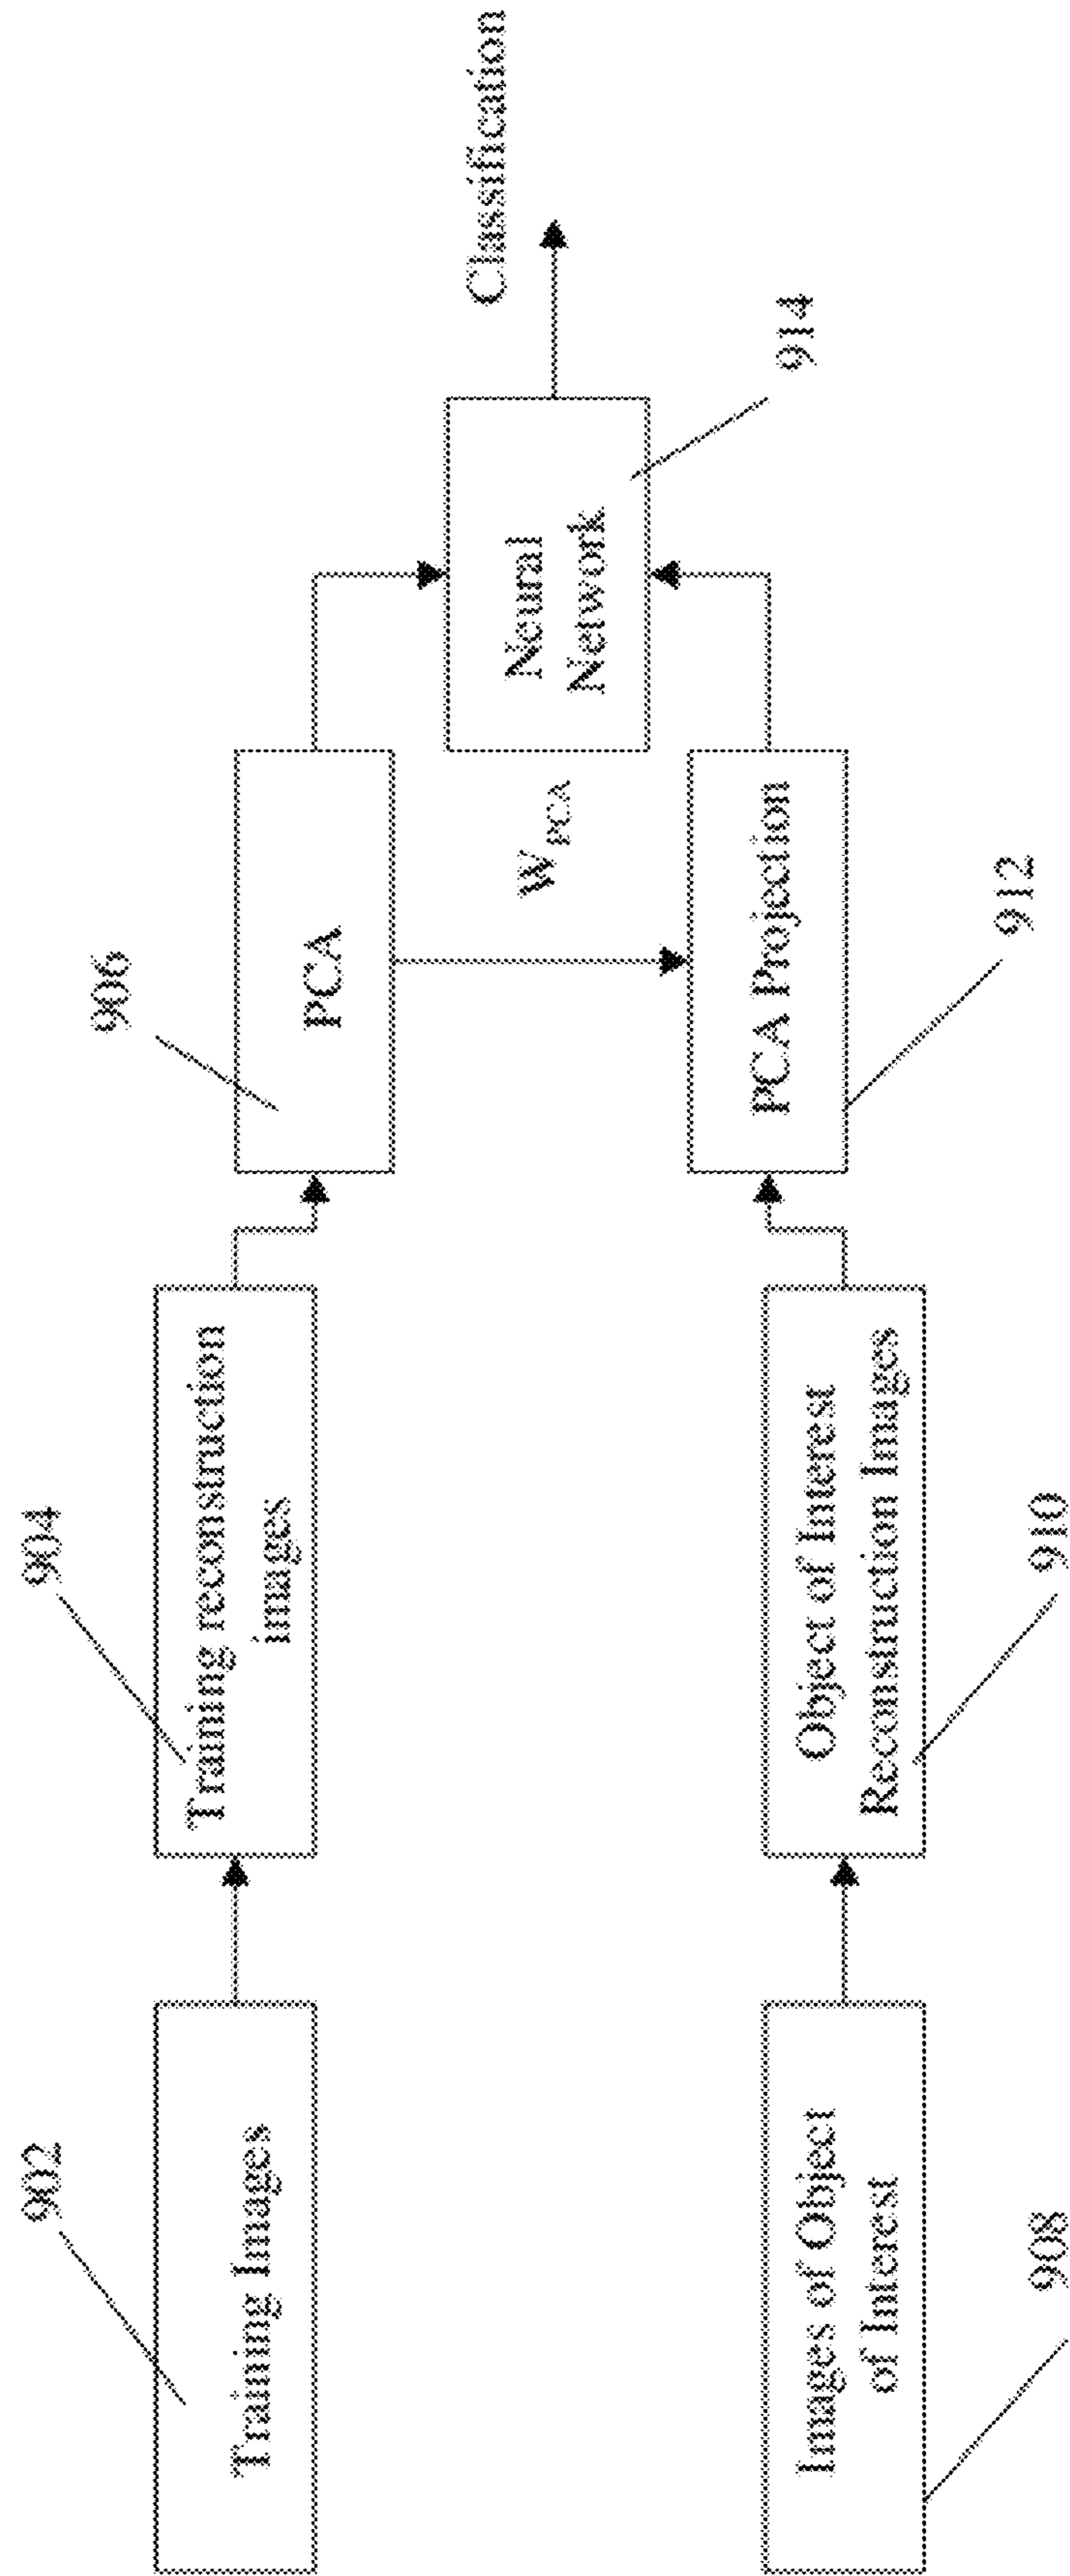 902
Training Images
904
Training reconstruction
images
906
PCA
W_PCA
Neural
Network
914
Classification
908
Images of Object
of Interest
910
Object of Interest
Reconstruction Images
912
PCA Projection